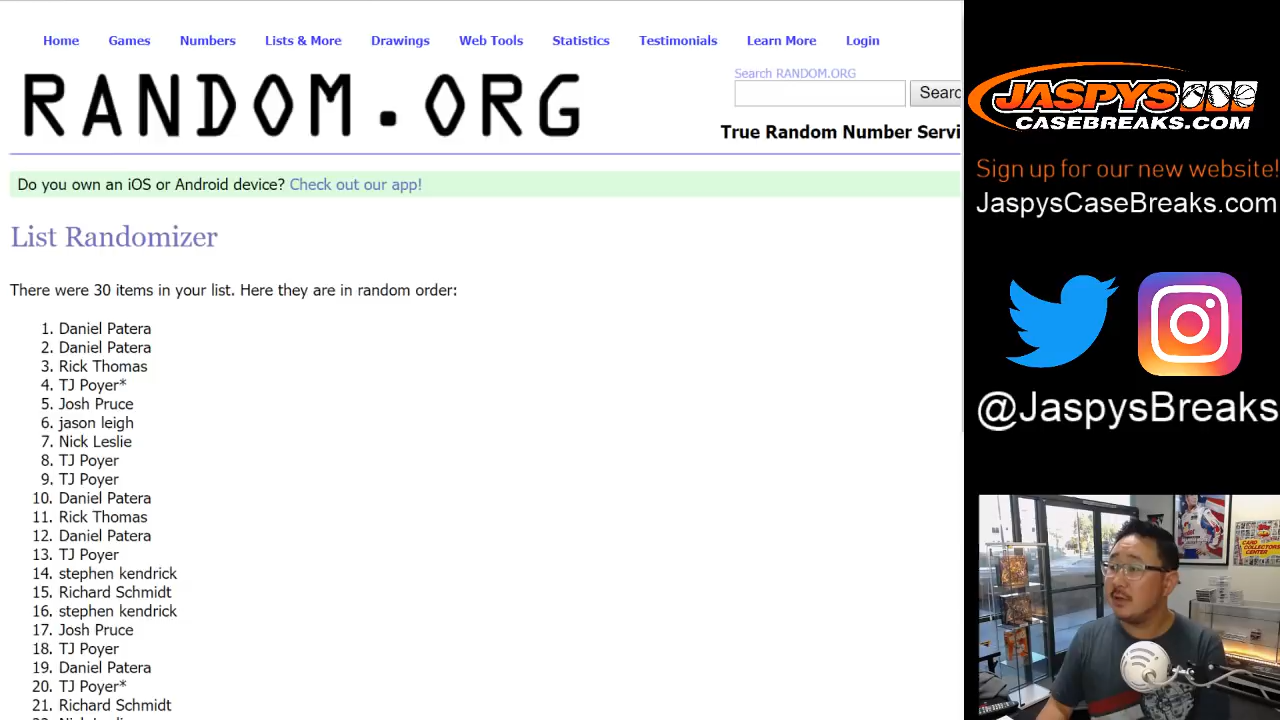 Home Games Numbers Lists & More Drawings Web Tools Statistics Testimonials Learn More Login
RANDOM.ORG
Search RANDOM.ORG
Searc
True Random Number Servi
Do you own an iOS or Android device? Check out our app!
List Randomizer
There were 30 items in your list. Here they are in random order:
1. Daniel Patera
2. Daniel Patera
3. Rick Thomas
4. TJ Poyer*
5. Josh Pruce
6. jason leigh
7. Nick Leslie
8. TJ Poyer
9. TJ Poyer
10. Daniel Patera
11. Rick Thomas
12. Daniel Patera
13. TJ Poyer
14. stephen kendrick
15. Richard Schmidt
16. stephen kendrick
17. Josh Pruce
18. TJ Poyer
19. Daniel Patera
20. TJ Poyer*
21. Richard Schmidt
JASPYS
CASEBREAKS.COM
Sign up for our new website!
JaspysCaseBreaks.com
@JaspysBreaks
CARD
COLLECTORS
CENTER